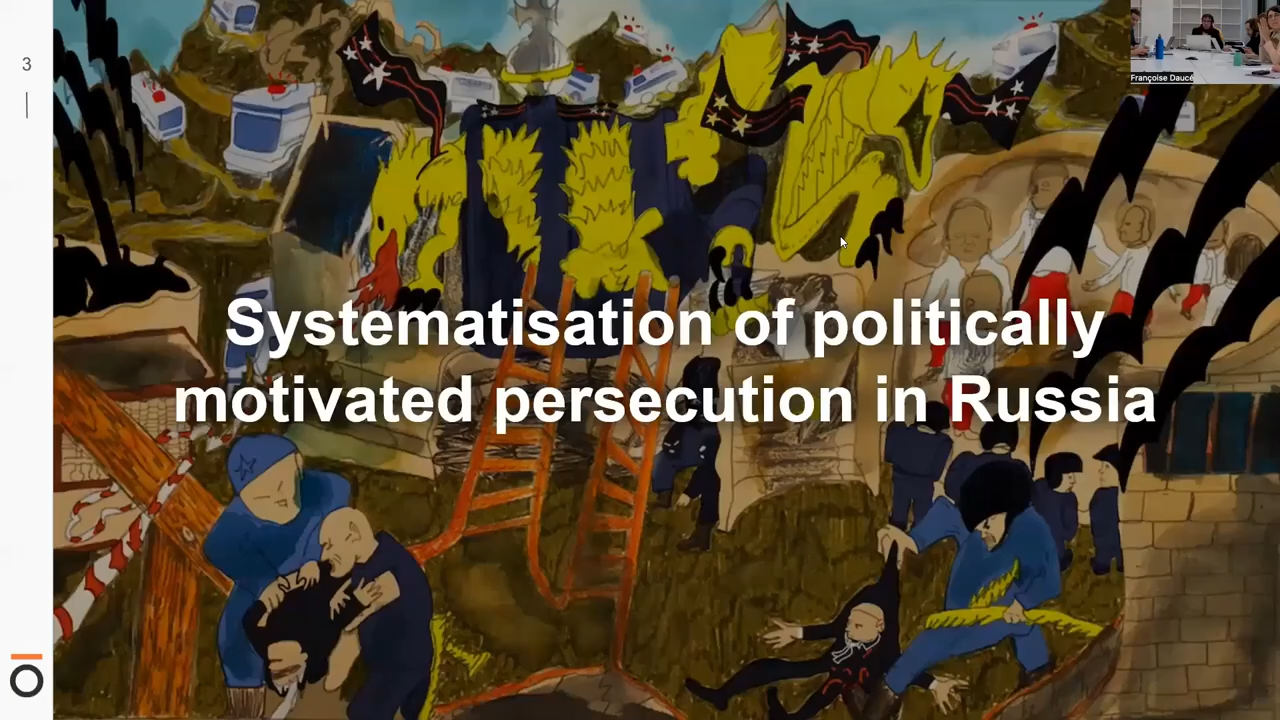 3
Françoise Daucé
Systematisation of politically
motivated persecution in Russia